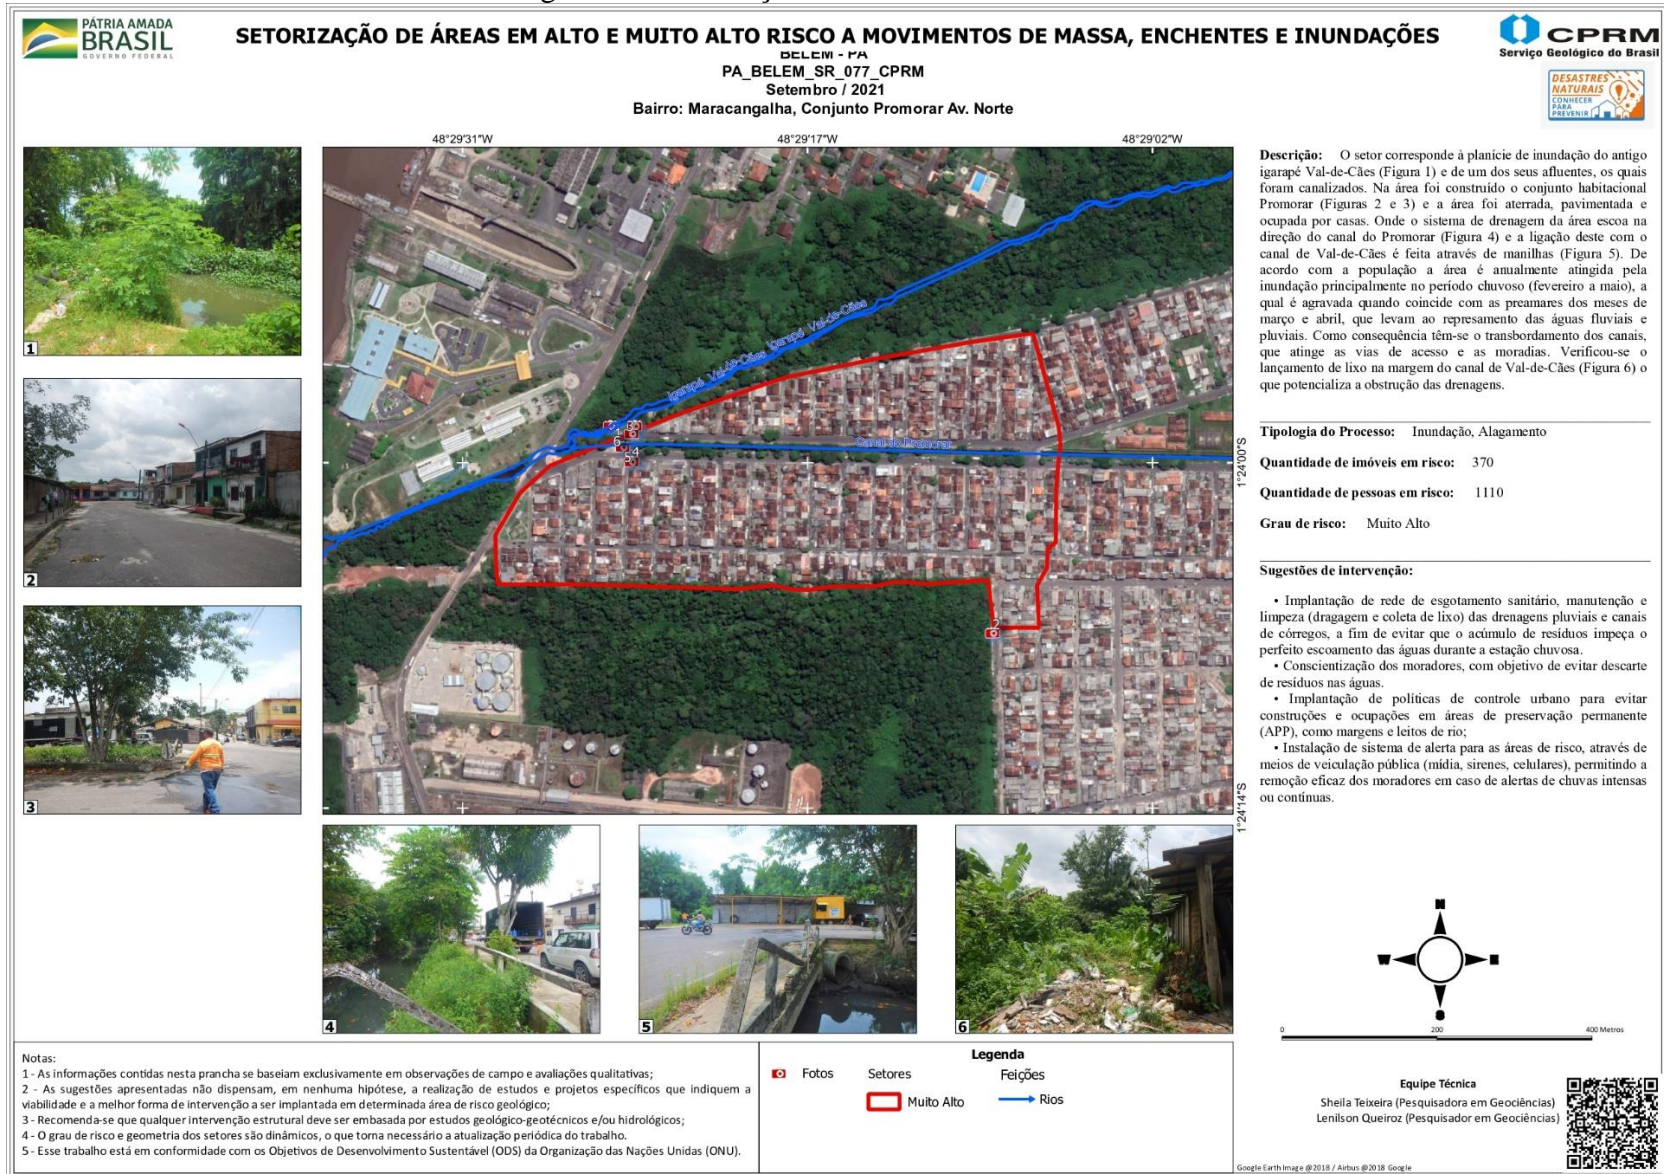 PÁTRIA AMADA
BRASIL
GOVERNO FEDERAL
SETORIZAÇÃO DE ÁREAS EM ALTO E MUITO ALTO RISCO A MOVIMENTOS DE MASSA, ENCHENTES E INUNDAÇÕES
BELEM - PA
PA_BELEM_SR_077_CPRM
Setembro / 2021
Bairro: Maracangalha, Conjunto Promorar Av. Norte
CPRM
Serviço Geológico do Brasil
DESASTRES
NATURAIS
CONHECER
PARA
PREVENIR
48°29'31"W
48°29'17"W
48°29'02"W
1°24'00"S
1°24'14"S
Igarapé Val-de-Cães Igarapé Val-de-Cães
Canal do Promorar
1
2
3
4
5
6
Descrição: O setor corresponde à planície de inundação do antigo
igarapé Val-de-Cães (Figura 1) e de um dos seus afluentes, os quais
foram canalizados. Na área foi construído o conjunto habitacional
Promorar (Figuras 2 e 3) e a área foi aterrada, pavimentada e
ocupada por casas. Onde o sistema de drenagem da área escoa na
direção do canal do Promorar (Figura 4) e a ligação deste com o
canal de Val-de-Cães é feita através de manilhas (Figura 5). De
acordo com a população a área é anualmente atingida pela
inundação principalmente no período chuvoso (fevereiro a maio), a
qual é agravada quando coincide com as preamares dos meses de
março e abril, que levam ao represamento das águas fluviais e
pluviais. Como consequência têm-se o transbordamento dos canais,
que atinge as vias de acesso e as moradias. Verificou-se o
lançamento de lixo na margem do canal de Val-de-Cães (Figura 6) o
que potencializa a obstrução das drenagens.
Tipologia do Processo: Inundação, Alagamento
Quantidade de imóveis em risco: 370
Quantidade de pessoas em risco: 1110
Grau de risco: Muito Alto
Sugestões de intervenção:
• Implantação de rede de esgotamento sanitário, manutenção e
limpeza (dragagem e coleta de lixo) das drenagens pluviais e canais
de córregos, a fim de evitar que o acúmulo de resíduos impeça o
perfeito escoamento das águas durante a estação chuvosa.
• Conscientização dos moradores, com objetivo de evitar descarte
de resíduos nas águas.
• Implantação de políticas de controle urbano para evitar
construções e ocupações em áreas de preservação permanente
(APP), como margens e leitos de rio;
• Instalação de sistema de alerta para as áreas de risco, através de
meios de veiculação pública (mídia, sirenes, celulares), permitindo a
remoção eficaz dos moradores em caso de alertas de chuvas intensas
ou contínuas.
N
W
E
S
0 200 400 Metros
Notas:
1 - As informações contidas nesta prancha se baseiam exclusivamente em observações de campo e avaliações qualitativas;
2 - As sugestões apresentadas não dispensam, em nenhuma hipótese, a realização de estudos e projetos específicos que indiquem a
viabilidade e a melhor forma de intervenção a ser implantada em determinada área de risco geológico;
3 - Recomenda-se que qualquer intervenção estrutural deve ser embasada por estudos geológico-geotécnicos e/ou hidrológicos;
4 - O grau de risco e geometria dos setores são dinâmicos, o que torna necessário a atualização periódica do trabalho.
5 - Esse trabalho está em conformidade com os Objetivos de Desenvolvimento Sustentável (ODS) da Organização das Nações Unidas (ONU).
Legenda
Fotos
Setores
Muito Alto
Feições
Rios
Equipe Técnica
Sheila Teixeira (Pesquisadora em Geociências)
Lenilson Queiroz (Pesquisador em Geociências)
Google Earth Image @2018 / Airbus @2018 Google